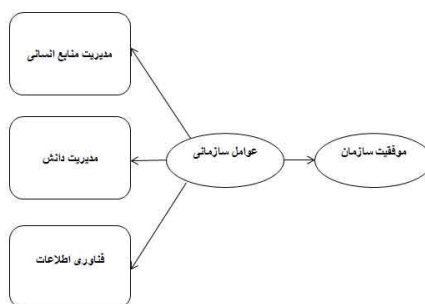 مدیریت منابع انسانی
موفقیت سازمان
عوامل سازمانی
مدیریت دانش
فناوری اطلاعات